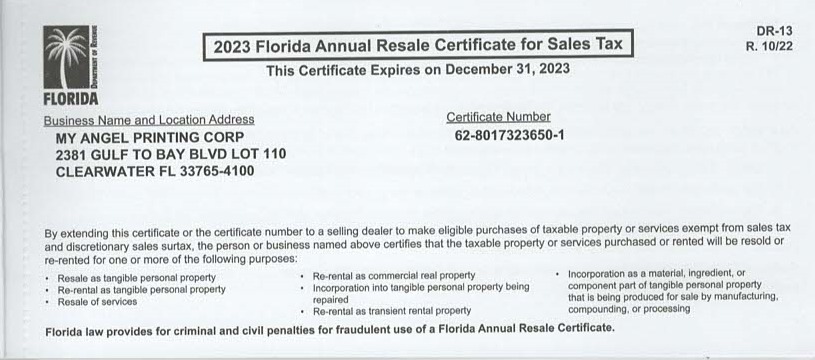 DEPARTMENT OF REVENUE
FLORIDA
2023 Florida Annual Resale Certificate for Sales Tax
This Certificate Expires on December 31, 2023
DR-13
R. 10/22
Business Name and Location Address
MY ANGEL PRINTING CORP
2381 GULF TO BAY BLVD LOT 110
CLEARWATER FL 33765-4100
Certificate Number
62-8017323650-1
By extending this certificate or the certificate number to a selling dealer to make eligible purchases of taxable property or services exempt from sales tax
and discretionary sales surtax, the person or business named above certifies that the taxable property or services purchased or rented will be resold or
re-rented for one or more of the following purposes:
• Resale as tangible personal property
• Re-rental as tangible personal property
• Resale of services
• Re-rental as commercial real property
• Incorporation into tangible personal property being
repaired
• Re-rental as transient rental property
• Incorporation as a material, ingredient, or
component part of tangible personal property
that is being produced for sale by manufacturing,
compounding, or processing
Florida law provides for criminal and civil penalties for fraudulent use of a Florida Annual Resale Certificate.